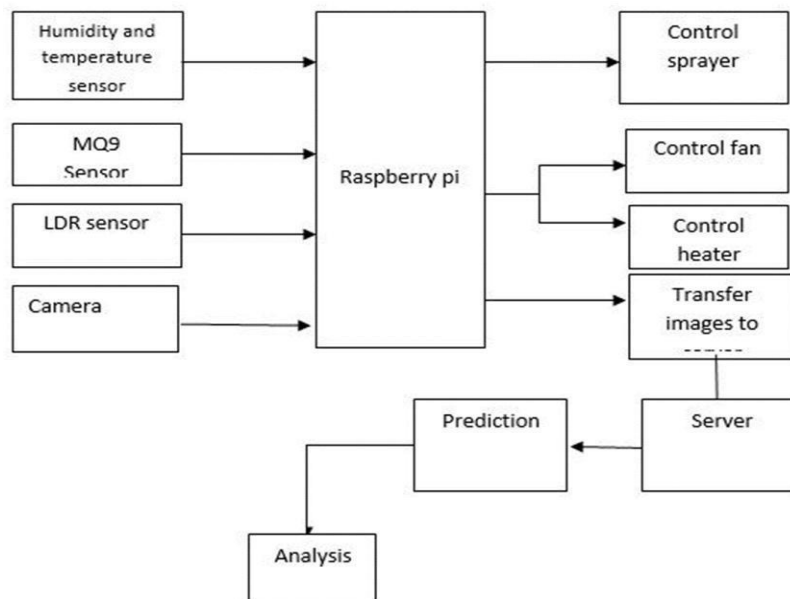 Humidity and
temperature
sensor
MQ9
Sensor
LDR sensor
Camera
Raspberry pi
Control
sprayer
Control fan
Control
heater
Transfer
images to
Server
Prediction
Analysis